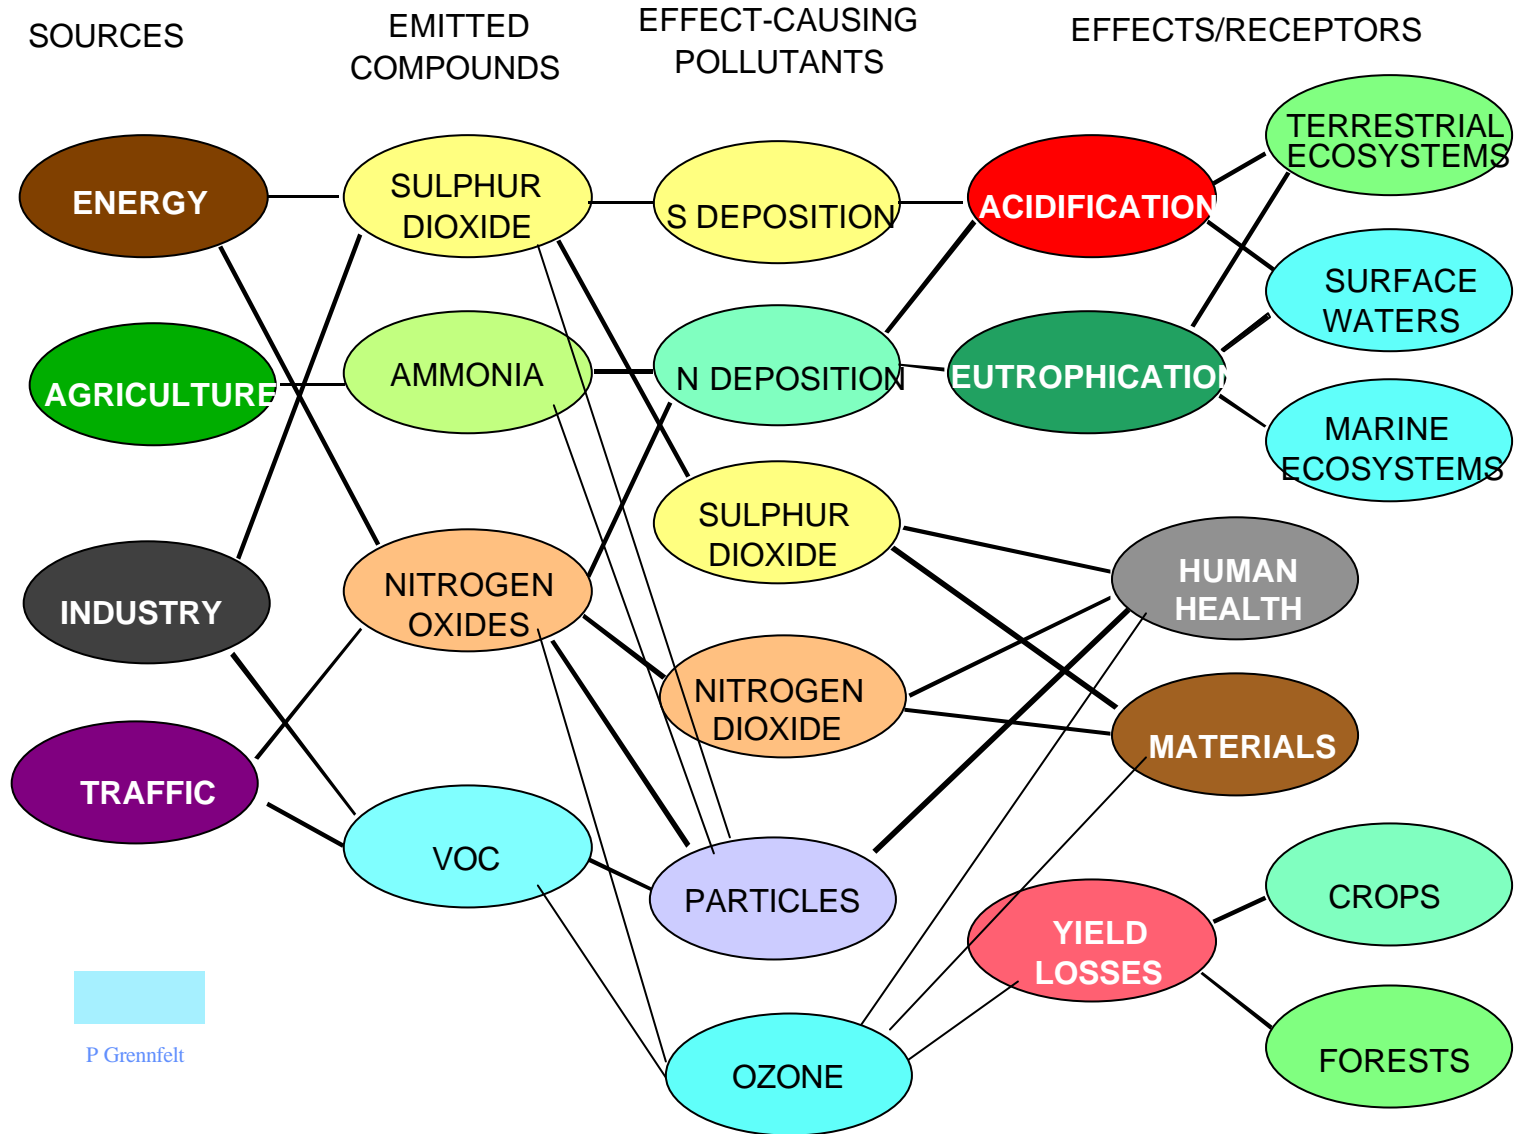 SOURCES
EMITTED
COMPOUNDS
EFFECT-CAUSING
POLLUTANTS
EFFECTS/RECEPTORS
ENERGY
AGRICULTURE
INDUSTRY
TRAFFIC
SULPHUR
DIOXIDE
AMMONIA
NITROGEN
OXIDES
VOC
S DEPOSITION
N DEPOSITION
SULPHUR
DIOXIDE
NITROGEN
DIOXIDE
PARTICLES
OZONE
ACIDIFICATION
EUTROPHICATION
TERRESTRIAL
ECOSYSTEMS
SURFACE
WATERS
MARINE
ECOSYSTEMS
HUMAN
HEALTH
MATERIALS
YIELD
LOSSES
CROPS
FORESTS
P Grennfelt